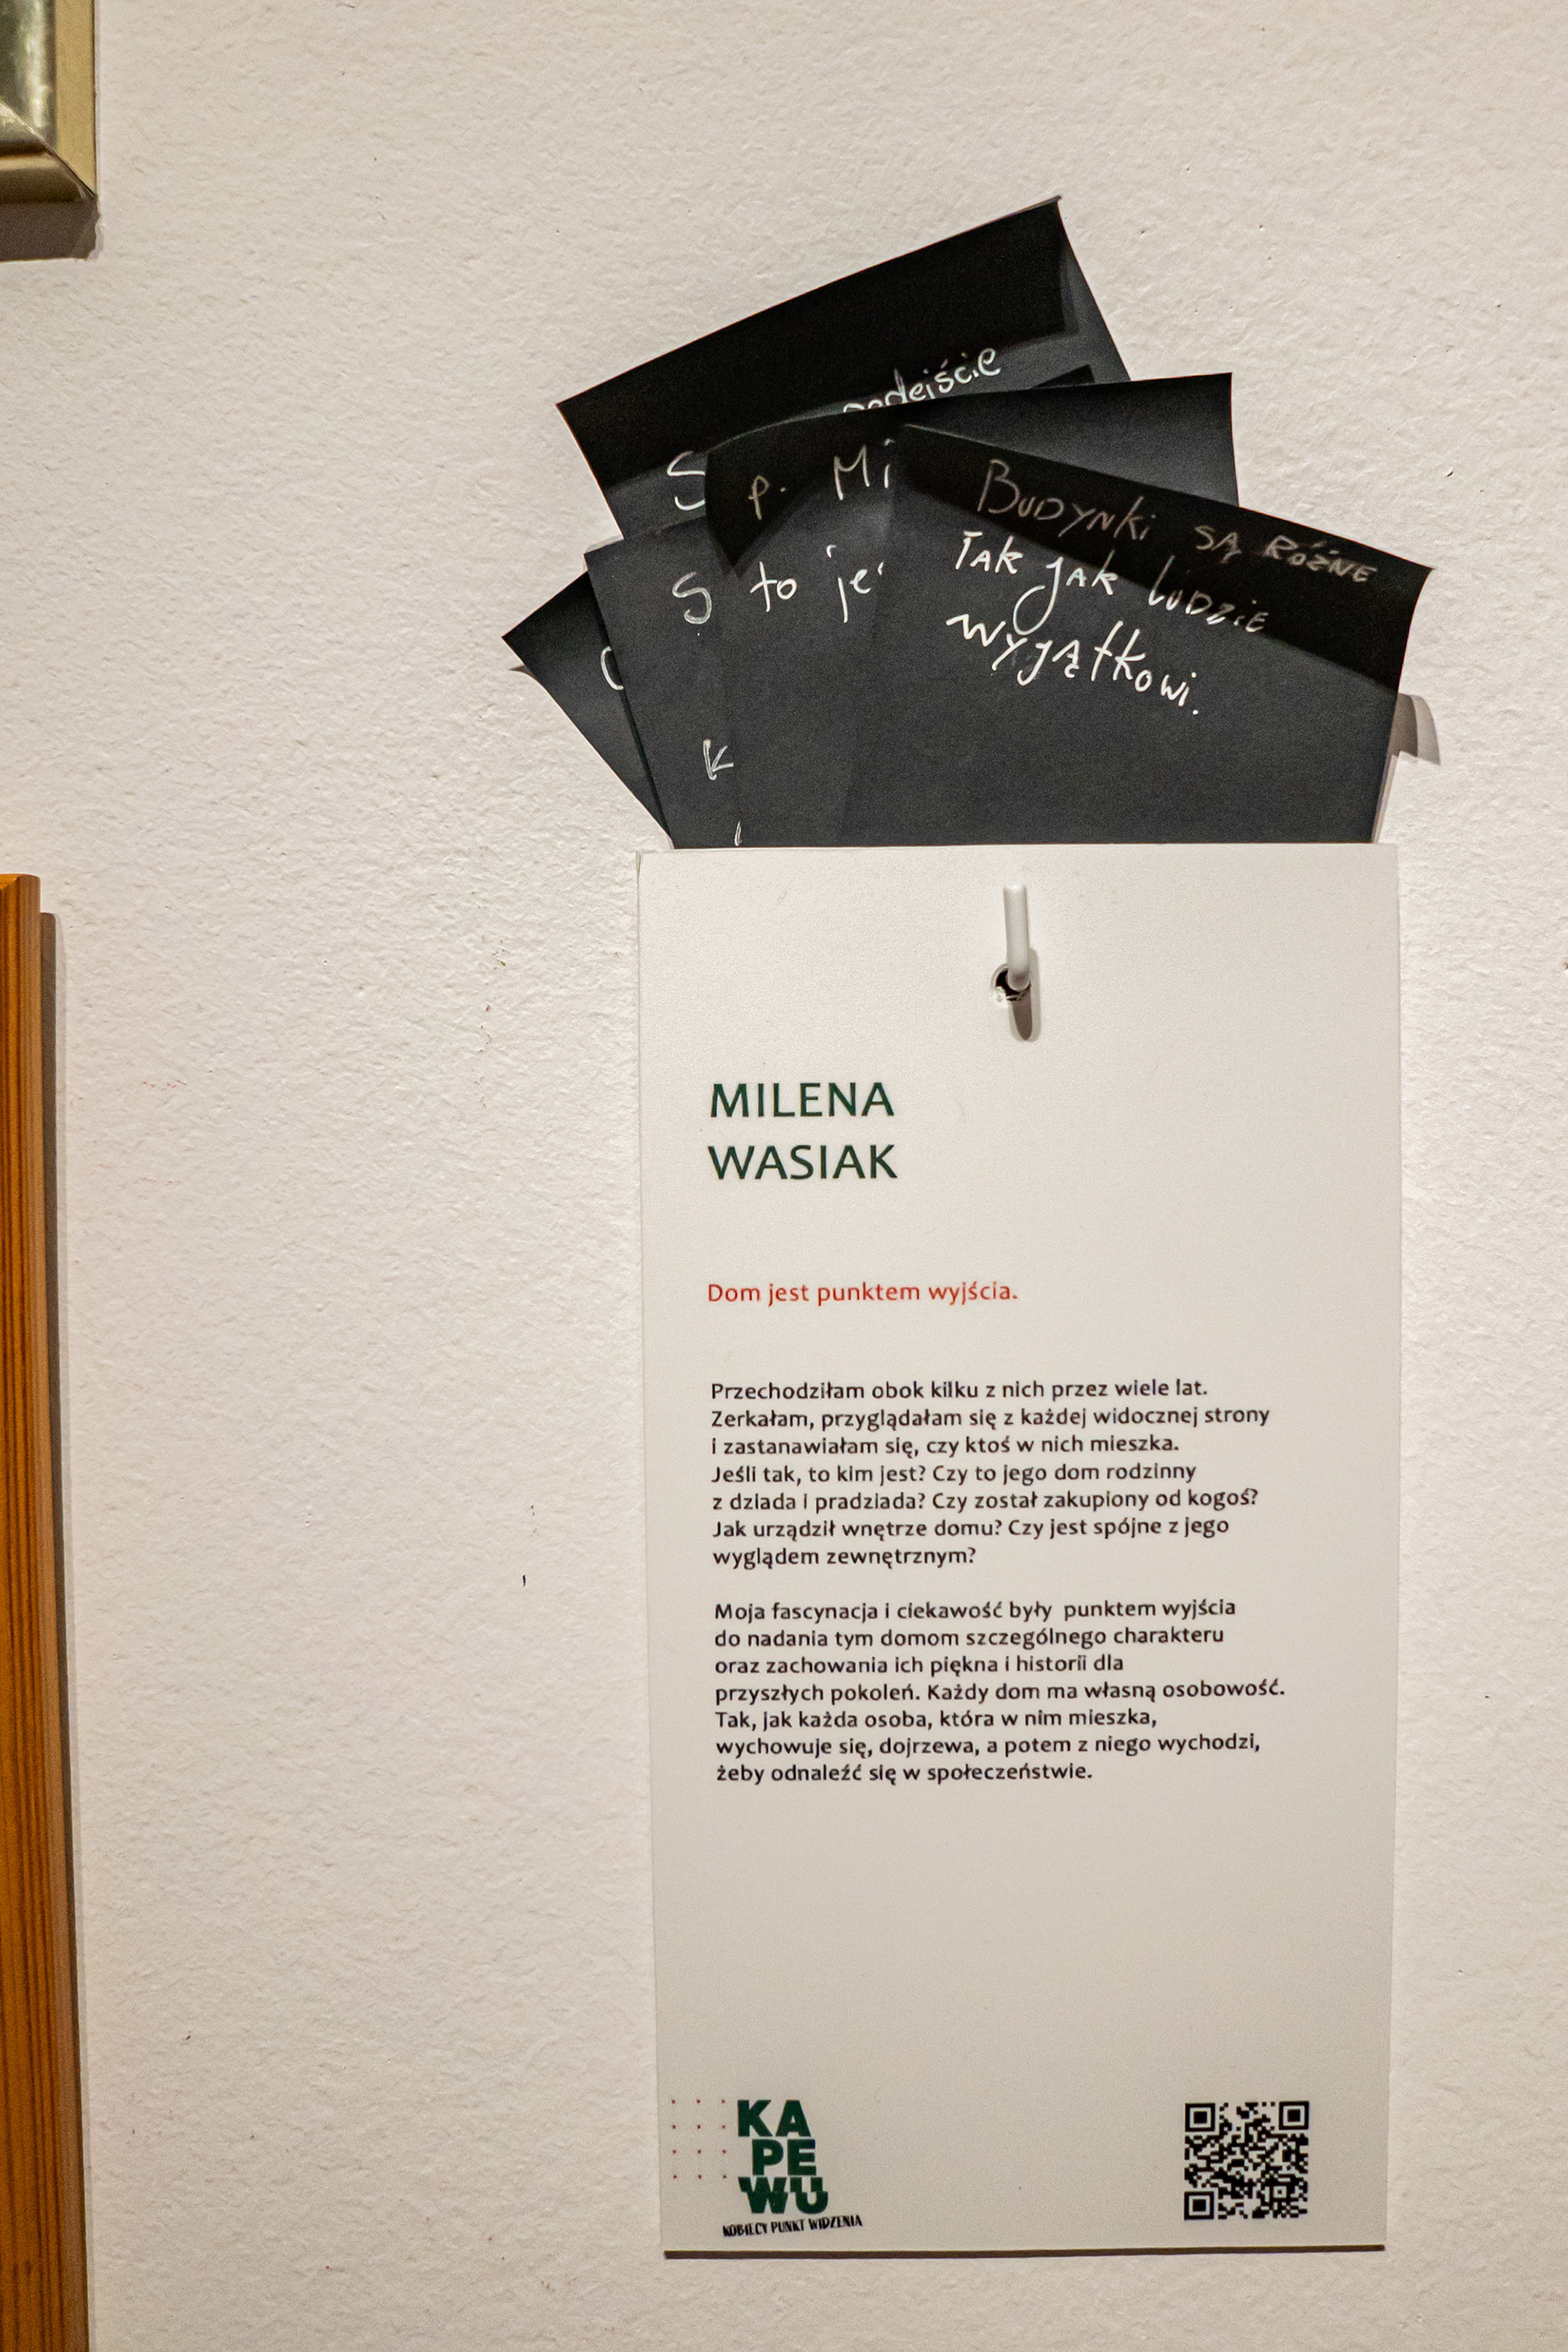 podejście
S
p. Mi
Budynki są różne
S to je
Tak jak ludzie
wyjątkowi.
K
MILENA
WASIAK
Dom jest punktem wyjścia.
Przechodziłam obok kilku z nich przez wiele lat.
Zerkałam, przyglądałam się z każdej widocznej strony
i zastanawiałam się, czy ktoś w nich mieszka.
Jeśli tak, to kim jest? Czy to jego dom rodzinny
z dziada i pradziada? Czy został zakupiony od kogoś?
Jak urządził wnętrze domu? Czy jest spójne z jego
wyglądem zewnętrznym?
Moja fascynacja i ciekawość były punktem wyjścia
do nadania tym domom szczególnego charakteru
oraz zachowania ich piękna i historii dla
przyszłych pokoleń. Każdy dom ma własną osobowość.
Tak, jak każda osoba, która w nim mieszka,
wychowuje się, dojrzewa, a potem z niego wychodzi,
żeby odnaleźć się w społeczeństwie.
KA
PE
WU
KOBIECY PUNKT WIDZENIA